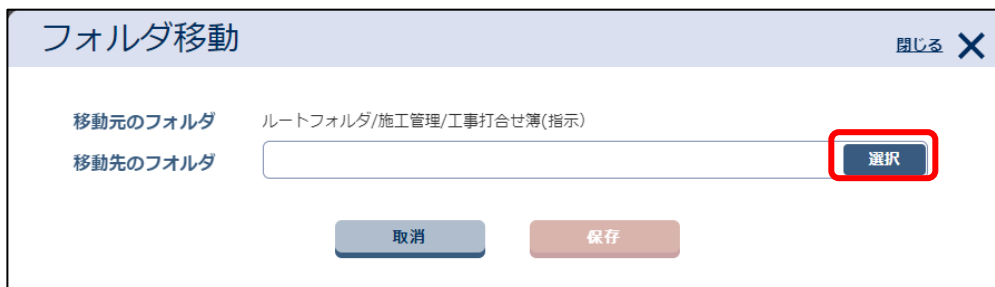 フォルダ移動
閉じる
移動元のフォルダ ルートフォルダ/施工管理/工事打合せ簿(指示)
移動先のフォルダ 選択
取消 保存